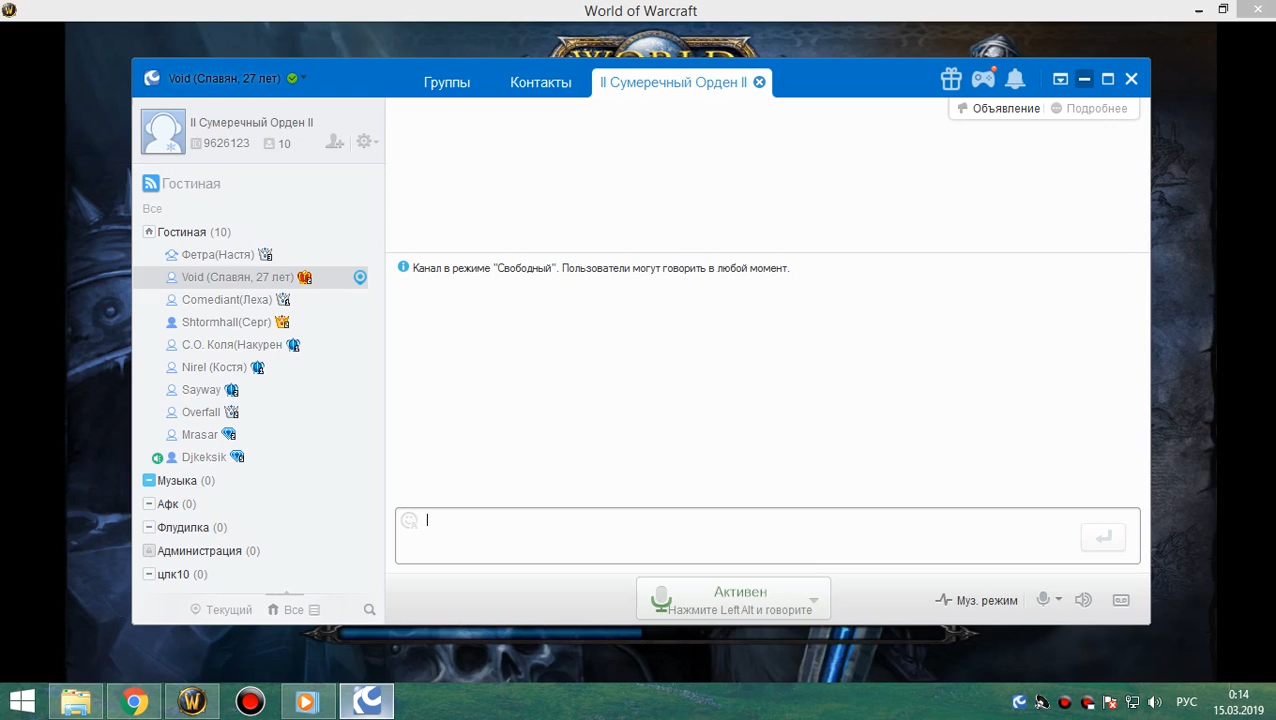 World of Warcraft
Void (Славян, 27 лет)
Группы
Контакты
II Сумеречный Орден II
II Сумеречный Орден II
9626123
10
Объявление
Подробнее
Гостиная
Все
Гостиная (10)
Фетра(Настя)
Void (Славян, 27 лет)
Comediant(Леха)
Shtormhall(Серг)
С.О. Коля(Накурен
Nirel (Костя)
Sayway
Overfall
Mrasar
Djkeksik
Музыка (0)
Афк (0)
Флудилка (0)
Администрация (0)
цлк10 (0)
Текущий
Все
Канал в режиме "Свободный". Пользователи могут говорить в любой момент.
Активен
Нажмите Left Alt и говорите
Муз. режим
РУС
0:14
15.03.2019